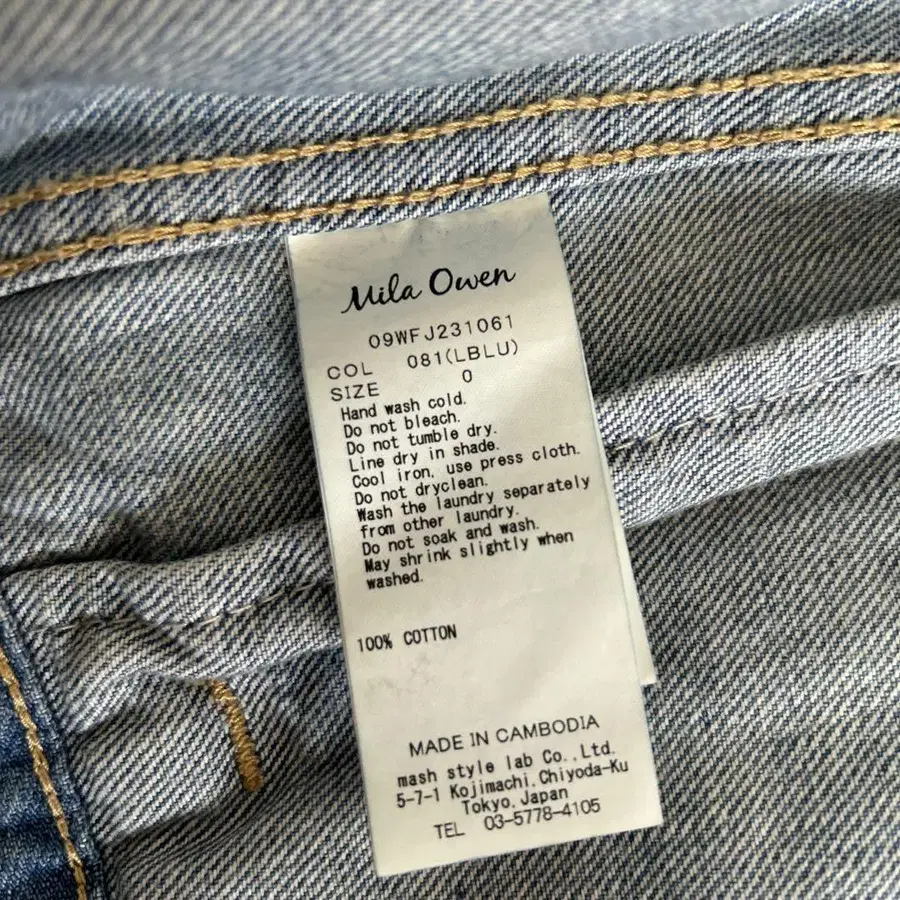 Mila Owen
09WFJ231061
COL 081(LBLU)
SIZE 0
Hand wash cold.
Do not bleach.
Do not tumble dry.
Line dry in shade.
Cool iron, use press cloth.
Do not dryclean.
Wash the laundry separately
from other laundry.
Do not soak and wash.
May shrink slightly when
washed.
100% COTTON
MADE IN CAMBODIA
mash style lab Co.,Ltd.
5-7-1 Kojimachi,Chiyoda-Ku
Tokyo,Japan
TEL 03-5778-4105